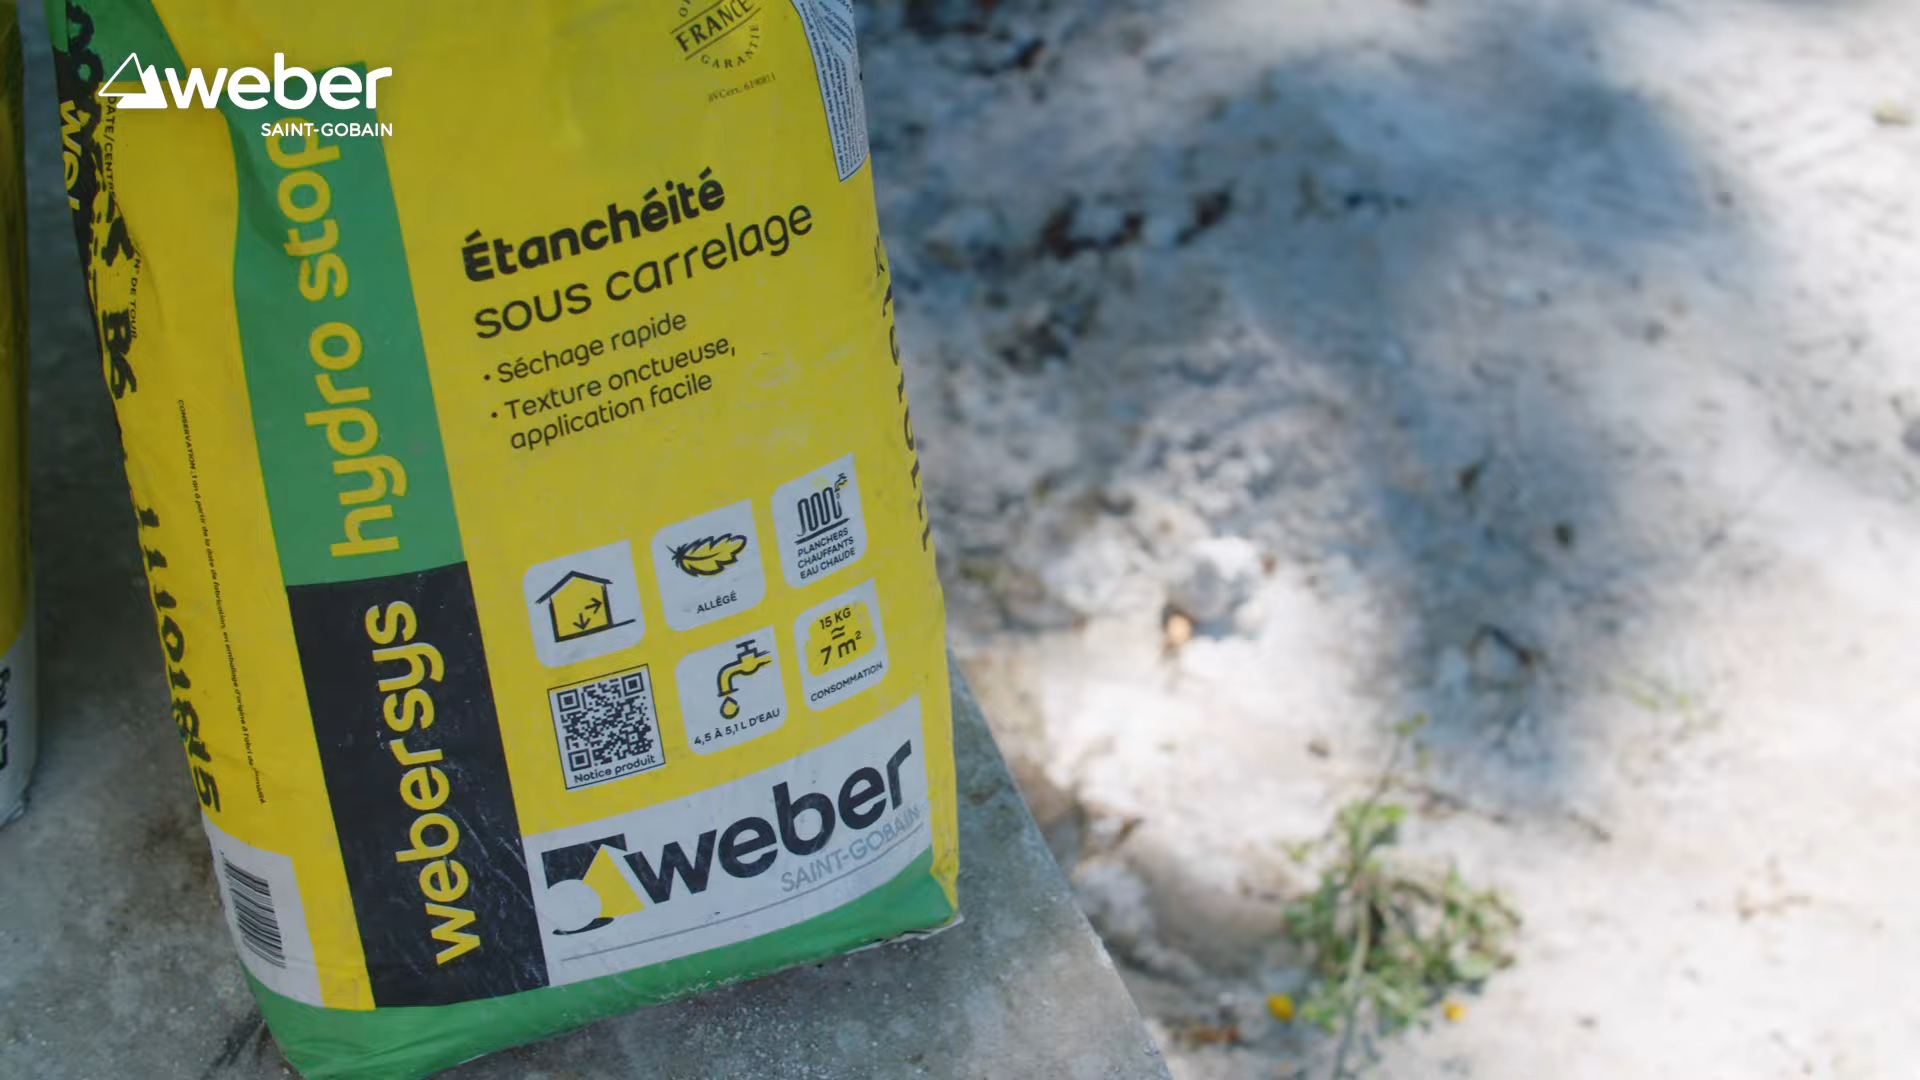 weber
SAINT-GOBAIN
FRANCE
GARANTIE
hydro stop
webersys
Étanchéité
sous carrelage
• Séchage rapide
• Texture onctueuse,
application facile
PLANCHERS
CHAUFFANTS
EAU CHAUDE
ALLÉGÉ
15 KG
≈
7 m²
CONSOMMATION
4,5 À 5,1 L D'EAU
Notice produit
weber
SAINT-GOBAIN